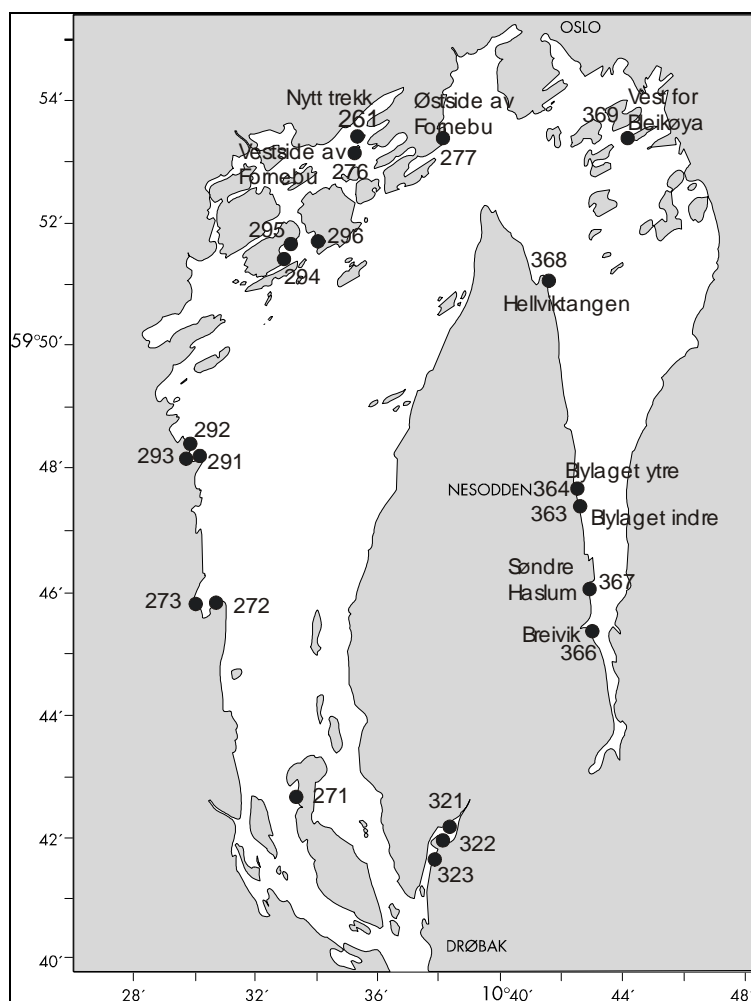 OSLO
54´
Nytt trekk
261
Østside av
Fornebu
277
369
Vest for
Bleikøya
Vestside av
Fornebu
276
52´
295
296
294
368
Hellviktangen
59°50´
292
293
291
48´
Blylaget ytre
NESODDEN
364
363
Blylaget indre
Søndre
Haslum
367
46´
273
272
Breivik
366
44´
271
42´
321
322
323
DRØBAK
40´
28´
32´
36´
10°40´
44´
48´